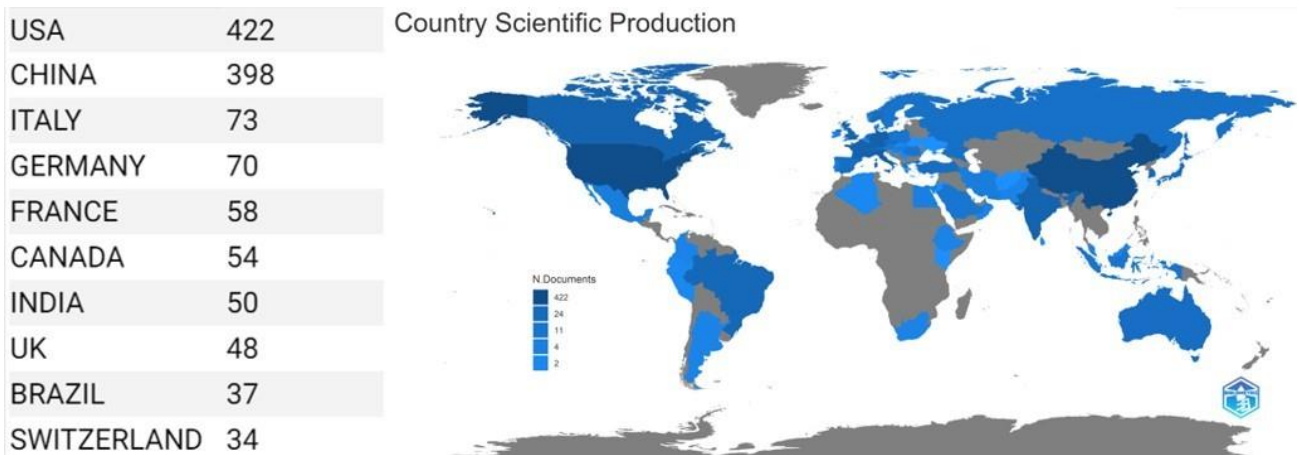 USA 422
CHINA 398
ITALY 73
GERMANY 70
FRANCE 58
CANADA 54
INDIA 50
UK 48
BRAZIL 37
SWITZERLAND 34
Country Scientific Production
N.Documents
422
24
11
4
2